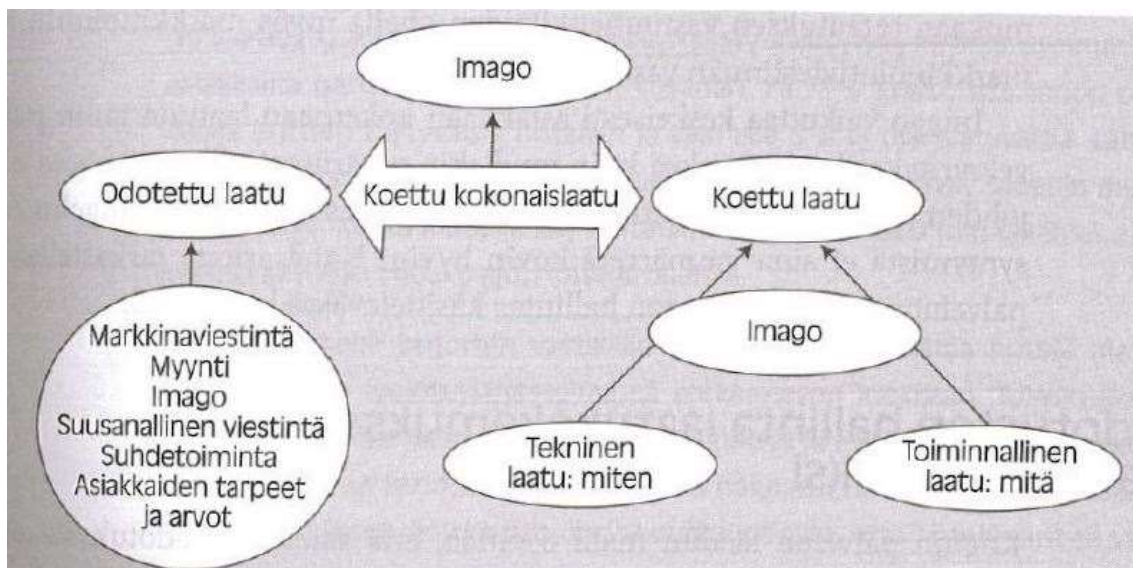 Imago
Odotettu laatu
Koettu kokonaislaatu
Koettu laatu
Markkinaviestintä
Myynti
Imago
Suusanallinen viestintä
Suhdetoiminta
Asiakkaiden tarpeet
ja arvot
Imago
Tekninen
laatu: miten
Toiminnallinen
laatu: mitä